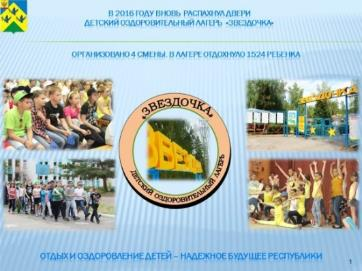 В 2016 ГОДУ ВНОВЬ РАСПАХНУЛ ДВЕРИ
ДЕТСКИЙ ОЗДОРОВИТЕЛЬНЫЙ ЛАГЕРЬ «ЗВЕЗДОЧКА»
ОРГАНИЗОВАНО 4 СМЕНЫ. В ЛАГЕРЕ ОТДОХНУЛО 1524 РЕБЕНКА
«ЗВЕЗДОЧКА»
ДЕТСКИЙ ОЗДОРОВИТЕЛЬНЫЙ ЛАГЕРЬ
ОТДЫХ И ОЗДОРОВЛЕНИЕ ДЕТЕЙ – НАДЕЖНОЕ БУДУЩЕЕ РЕСПУБЛИКИ
1